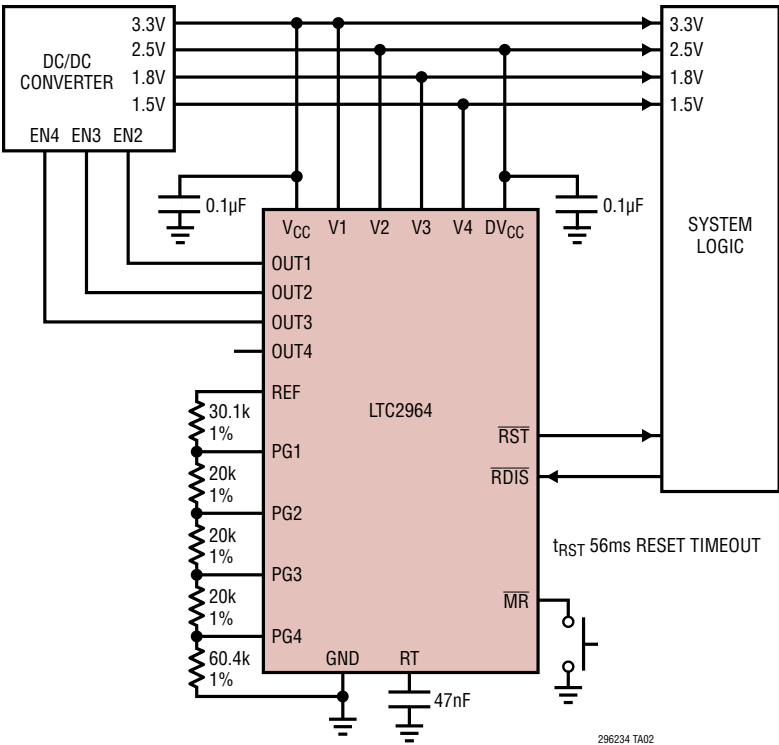 DC/DC
CONVERTER
3.3V
2.5V
1.8V
1.5V
EN4 EN3 EN2
3.3V
2.5V
1.8V
1.5V
SYSTEM
LOGIC
0.1µF
0.1µF
VCC V1 V2 V3 V4 DVCC
OUT1
OUT2
OUT3
OUT4
REF
PG1
PG2
PG3
PG4
30.1k
1%
20k
1%
20k
1%
20k
1%
60.4k
1%
LTC2964
RST
RDIS
MR
tRST 56ms RESET TIMEOUT
GND RT
47nF
296234 TA02